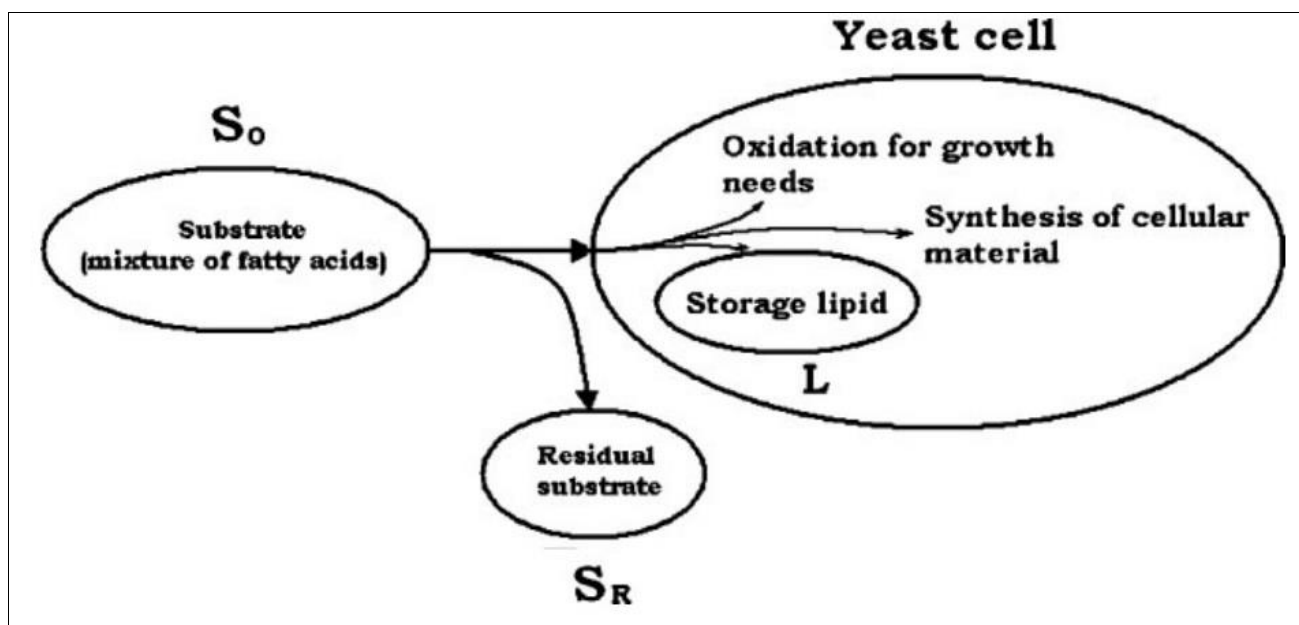 Yeast cell
So
Oxidation for growth
needs
Substrate
(mixture of fatty acids)
Synthesis of cellular
material
Storage lipid
L
Residual
substrate
SR